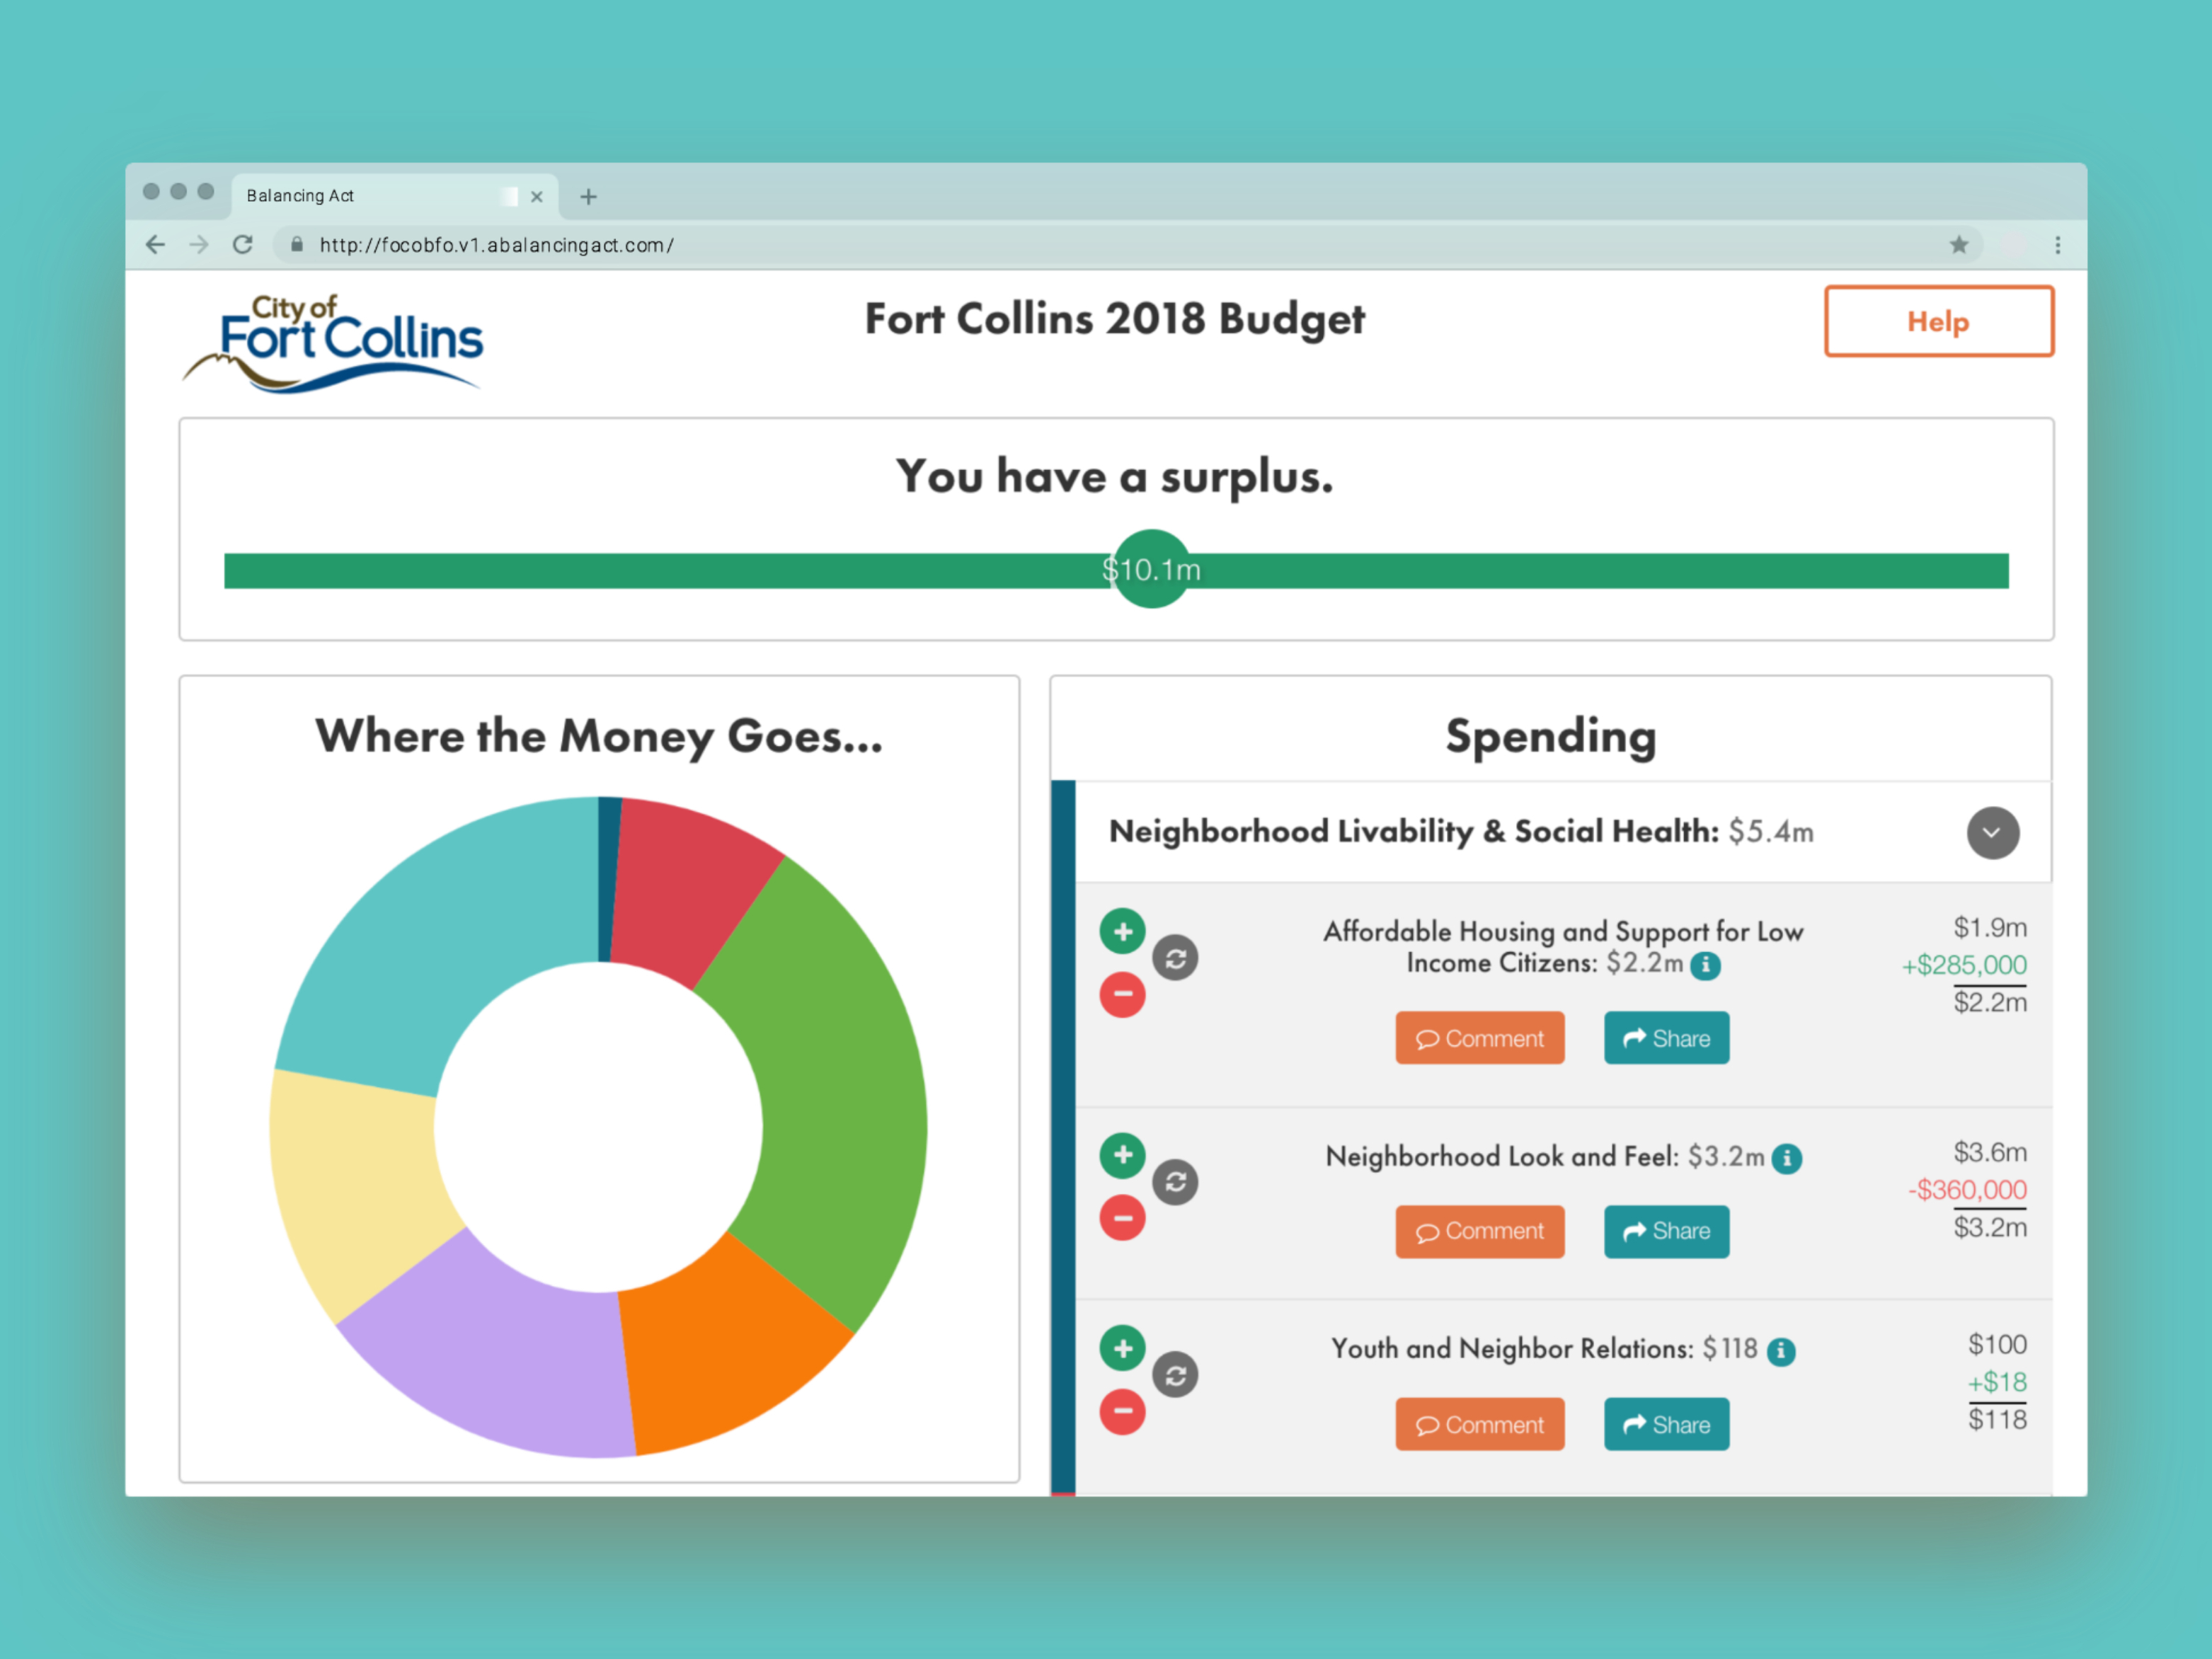 Balancing Act
http://focobfo.v1.abalancingact.com/
City of
Fort Collins
Fort Collins 2018 Budget
Help
You have a surplus.
$10.1m
Where the Money Goes...
Spending
Neighborhood Livability & Social Health: $5.4m
Affordable Housing and Support for Low
Income Citizens: $2.2m
$1.9m
+$285,000
$2.2m
Comment
Share
Neighborhood Look and Feel: $3.2m
$3.6m
-$360,000
$3.2m
Comment
Share
Youth and Neighbor Relations: $118
$100
+$18
$118
Comment
Share